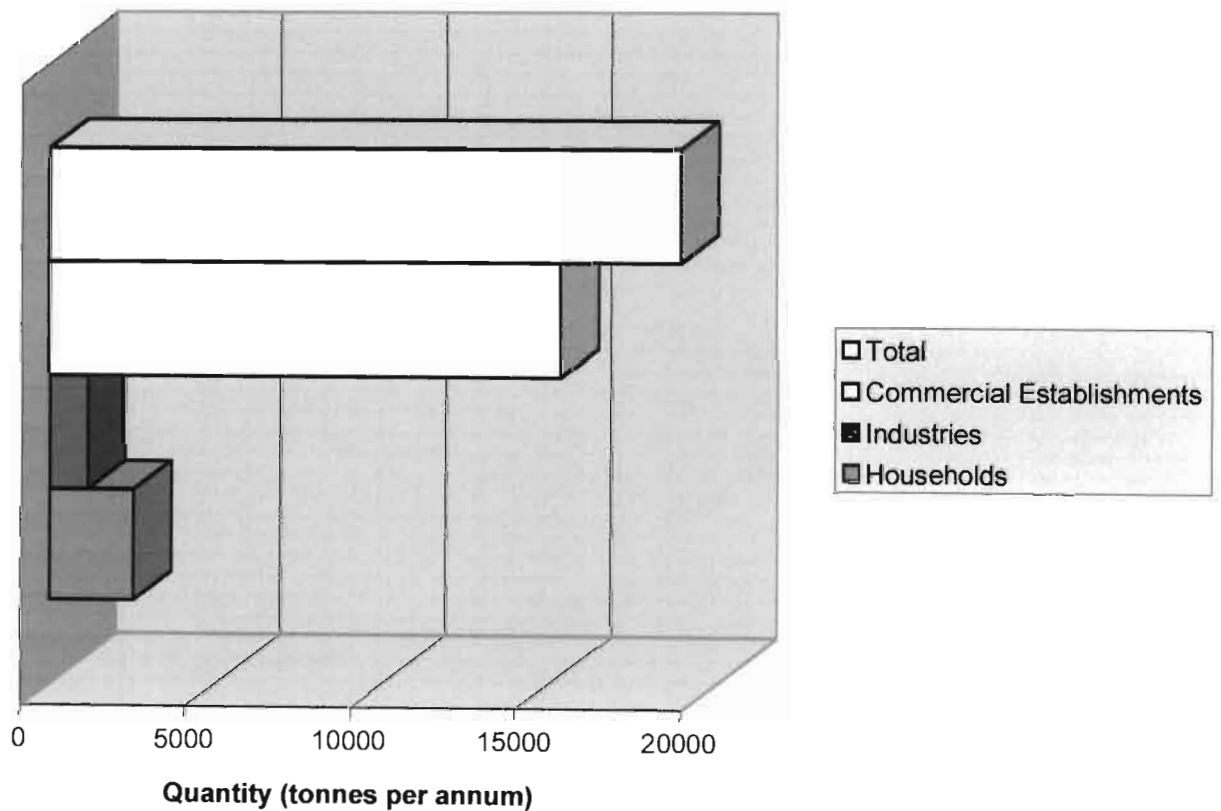 Total
Commercial Establishments
Industries
Households
0 5000 10000 15000 20000
Quantity (tonnes per annum)